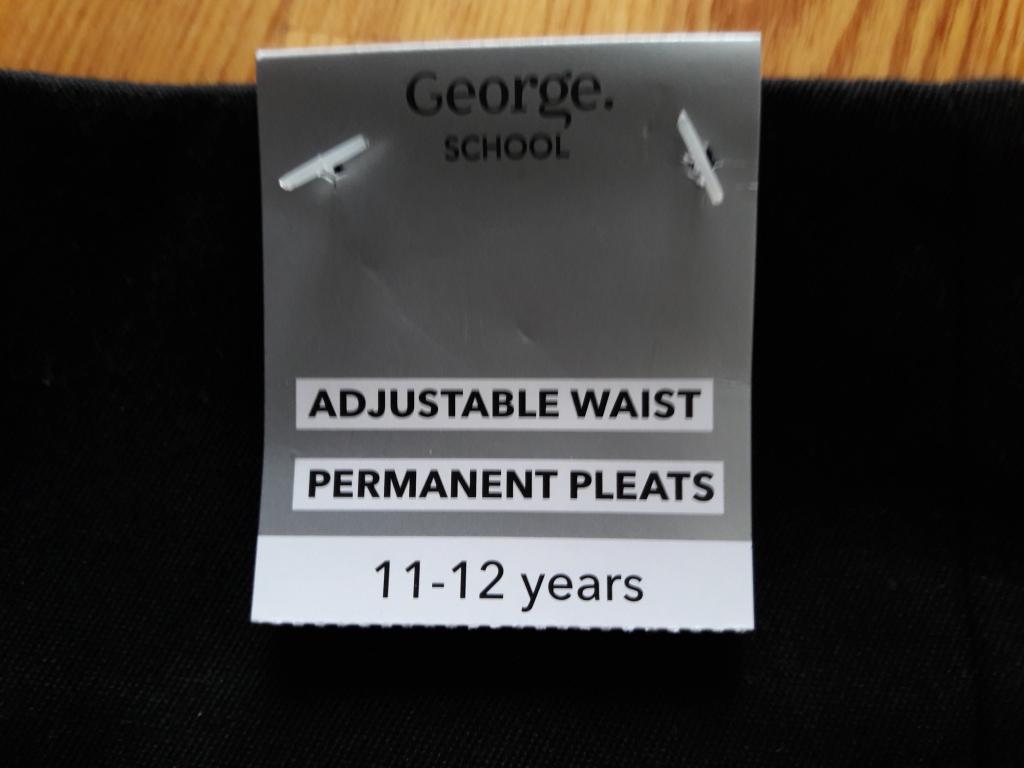 George.
SCHOOL
ADJUSTABLE WAIST
PERMANENT PLEATS
11-12 years